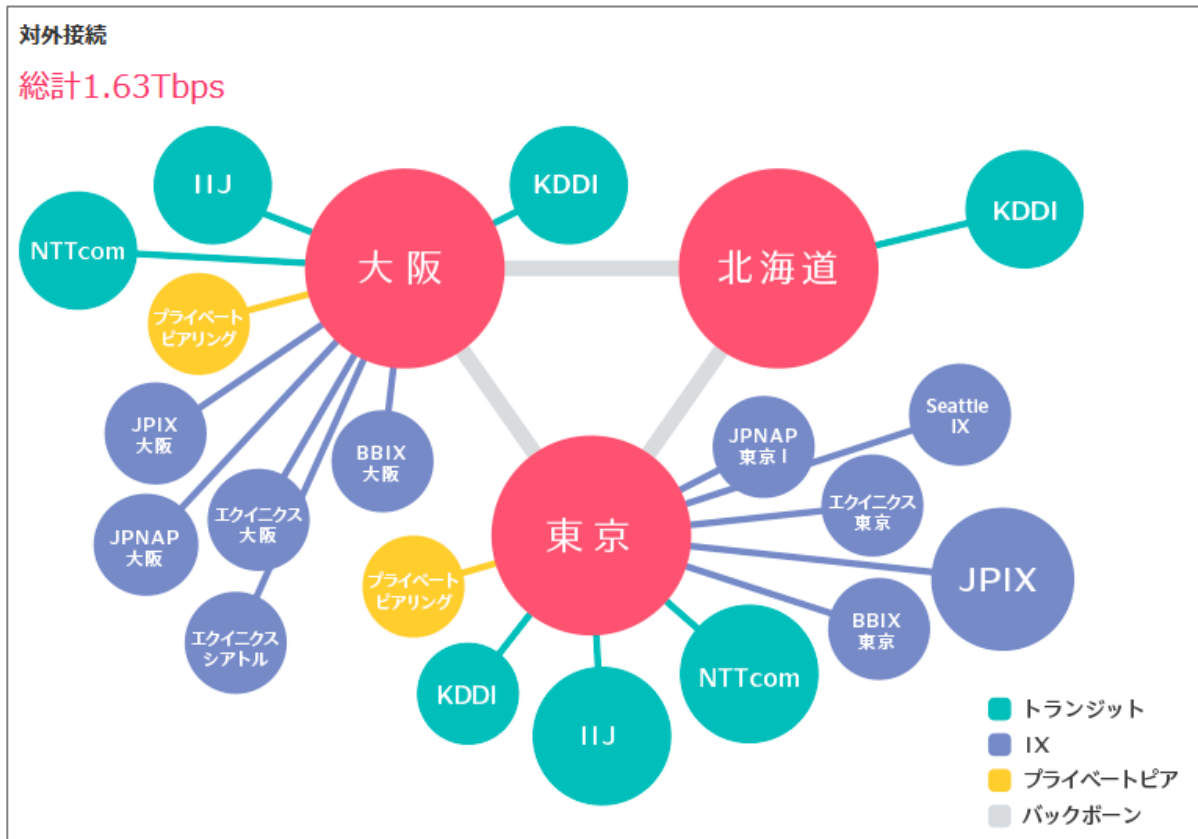 対外接続
総計1.63Tbps
IIJ
KDDI
KDDI
NTTcom
大阪
北海道
プライベート
ピアリング
JPIX
大阪
BBIX
大阪
JPNAP
大阪
エクイニクス
大阪
エクイニクス
シアトル
JPNAP
東京 I
Seattle
IX
エクイニクス
東京
東京
JPIX
プライベート
ピアリング
BBIX
東京
KDDI
IIJ
NTTcom
トランジット
IX
プライベートピア
バックボーン